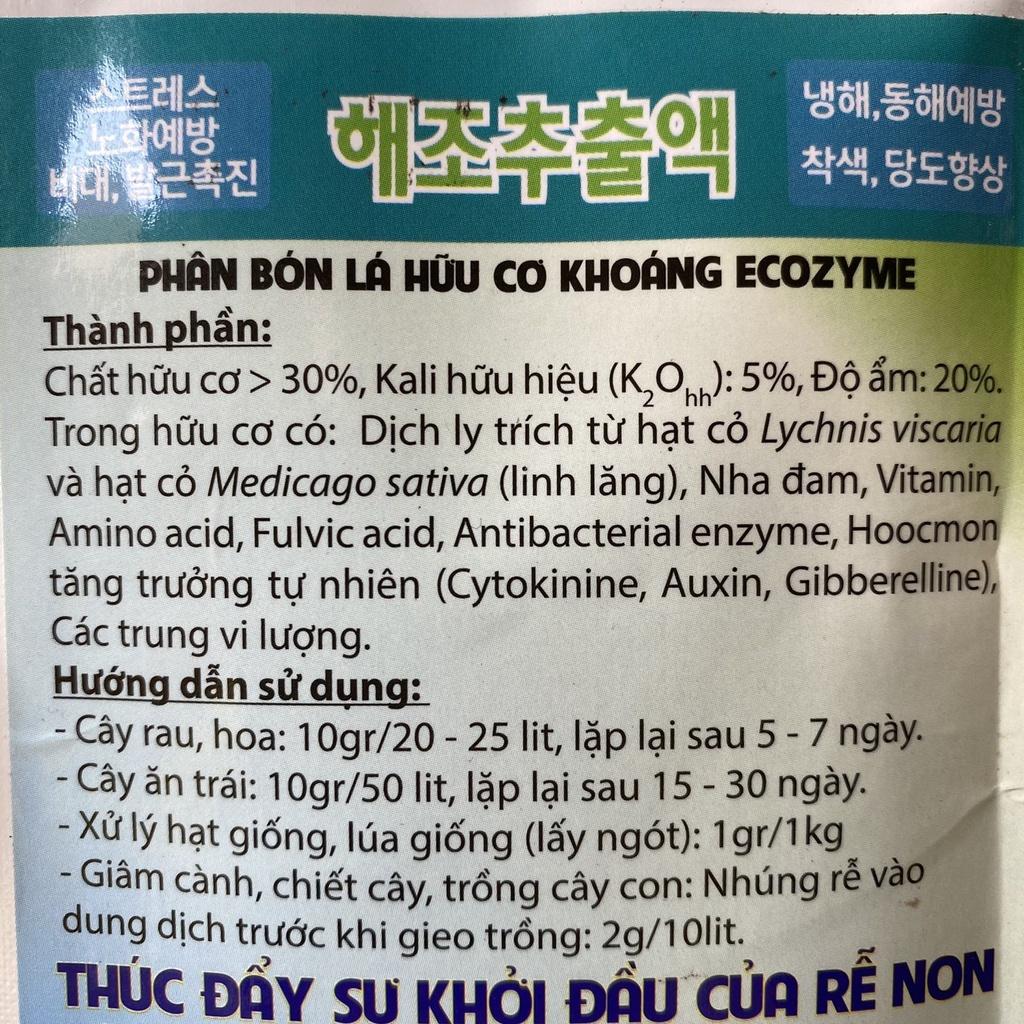 스트레스
노화예방
비대, 발근촉진
해조추출액
냉해,동해예방
착색, 당도향상
PHÂN BÓN LÁ HỮU CƠ KHOÁNG ECOZYME
Thành phần:
Chất hữu cơ > 30%, Kali hữu hiệu (K₂Ohh): 5%, Độ ẩm: 20%.
Trong hữu cơ có: Dịch ly trích từ hạt cỏ Lychnis viscaria
và hạt cỏ Medicago sativa (linh lăng), Nha đam, Vitamin,
Amino acid, Fulvic acid, Antibacterial enzyme, Hoocmon
tăng trưởng tự nhiên (Cytokinine, Auxin, Gibberelline),
Các trung vi lượng.
Hướng dẫn sử dụng:
- Cây rau, hoa: 10gr/20 - 25 lit, lặp lại sau 5 - 7 ngày.
- Cây ăn trái: 10gr/50 lit, lặp lại sau 15 - 30 ngày.
- Xử lý hạt giống, lúa giống (lấy ngót): 1gr/1kg
- Giâm cành, chiết cây, trồng cây con: Nhúng rễ vào
dung dịch trước khi gieo trồng: 2g/10lit.
THÚC ĐẨY SỰ KHỞI ĐẦU CỦA RỄ NON